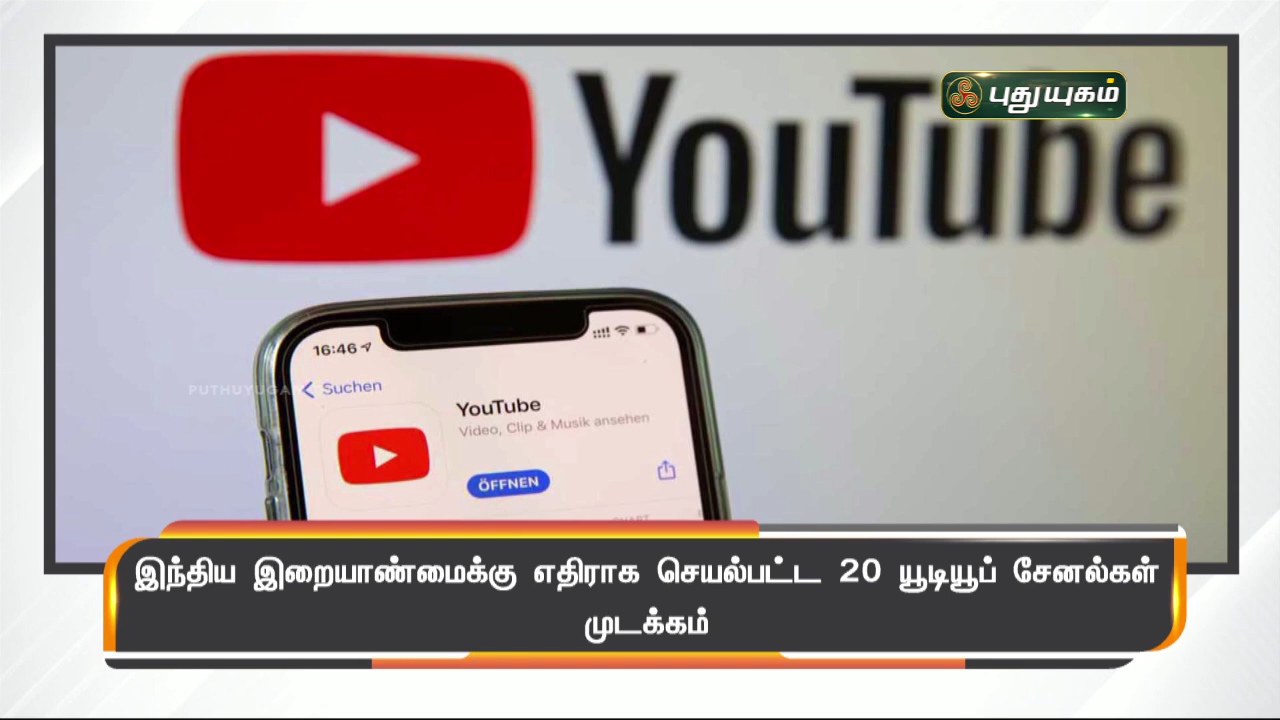 YouTube
புதுயுகம்
16:46
Suchen
YouTube
Video, Clip & Musik ansehen
ÖFFNEN
இந்திய இறையாண்மைக்கு எதிராக செயல்பட்ட 20 யூடியூப் சேனல்கள்
முடக்கம்